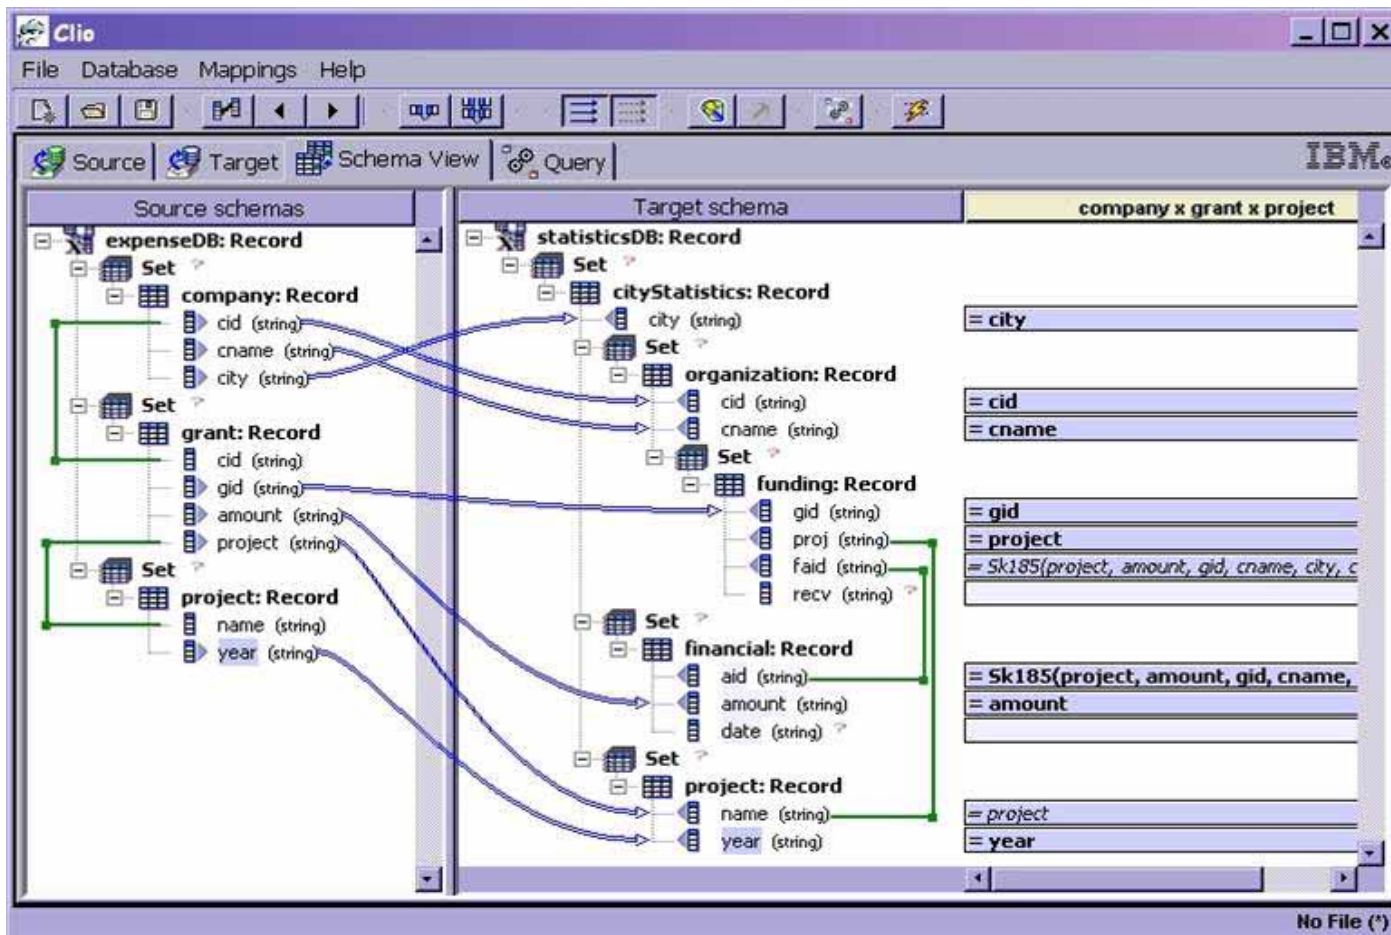 Clio
File Database Mappings Help
Source Target Schema View Query IBM
Source schemas
expenseDB: Record
Set ?
company: Record
cid (string)
cname (string)
city (string)
Set ?
grant: Record
cid (string)
gid (string)
amount (string)
project (string)
Set ?
project: Record
name (string)
year (string)
Target schema
statisticsDB: Record
Set ?
cityStatistics: Record
city (string)
Set ?
organization: Record
cid (string)
cname (string)
Set ?
funding: Record
gid (string)
proj (string)
faid (string)
recv (string) ?
Set ?
financial: Record
aid (string)
amount (string)
date (string) ?
Set ?
project: Record
name (string)
year (string)
company x grant x project
= city
= cid
= cname
= gid
= project
= Sk185(project, amount, gid, cname, city, c
= Sk185(project, amount, gid, cname,
= amount
= project
= year
No File (*)